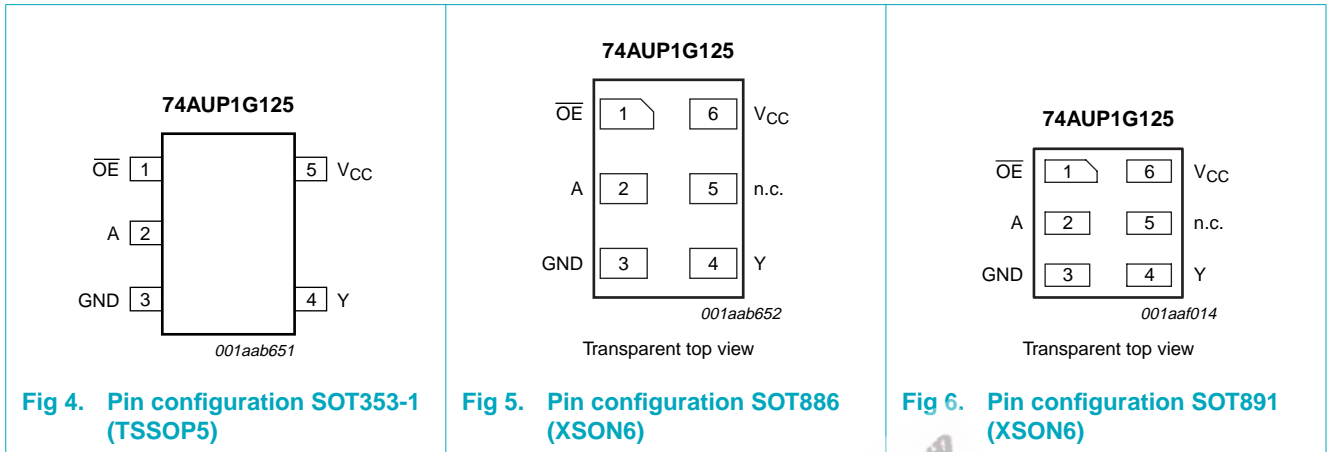 74AUP1G125
OE 1
5 VCC
A 2
GND 3
4 Y
001aab651
Fig 4. Pin configuration SOT353-1
(TSSOP5)
74AUP1G125
OE 1 6 VCC
A 2 5 n.c.
GND 3 4 Y
001aab652
Transparent top view
Fig 5. Pin configuration SOT886
(XSON6)
74AUP1G125
OE 1 6 VCC
A 2 5 n.c.
GND 3 4 Y
001aaf014
Transparent top view
Fig 6. Pin configuration SOT891
(XSON6)